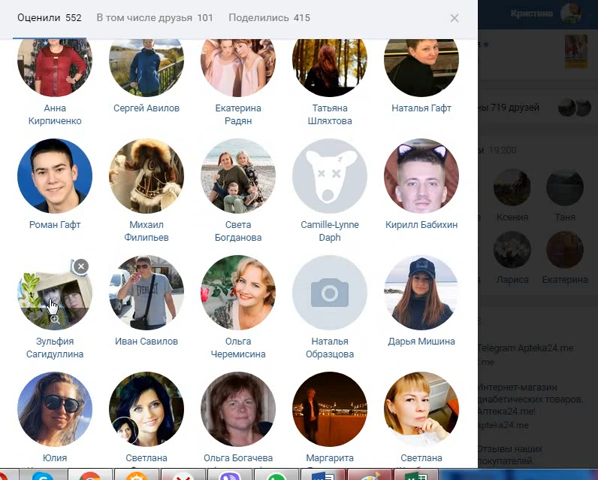 Оценили 552 В том числе друзья 101 Поделились 415
Кристина
Анна
Кирпиченко
Сергей Авилов
Екатерина
Радян
Татьяна
Шляхтова
Наталья Гафт
719 друзей
19 200
Роман Гафт
Михаил
Филипьев
Света
Богданова
Camille-Lynne
Daph
Кирилл Бабихин
Ксения
Таня
Лариса
Екатерина
Зульфия
Сагидуллина
Иван Савилов
Ольга
Черемисина
Наталья
Образцова
Дарья Мишина
Telegram.Apteka24.me
Интернет-магазин
диабетических товаров.
Аптека24.me!
Отзывы наших
покупателей
Юлия
Светлана
Ольга Богачева
Маргарита
Светлана